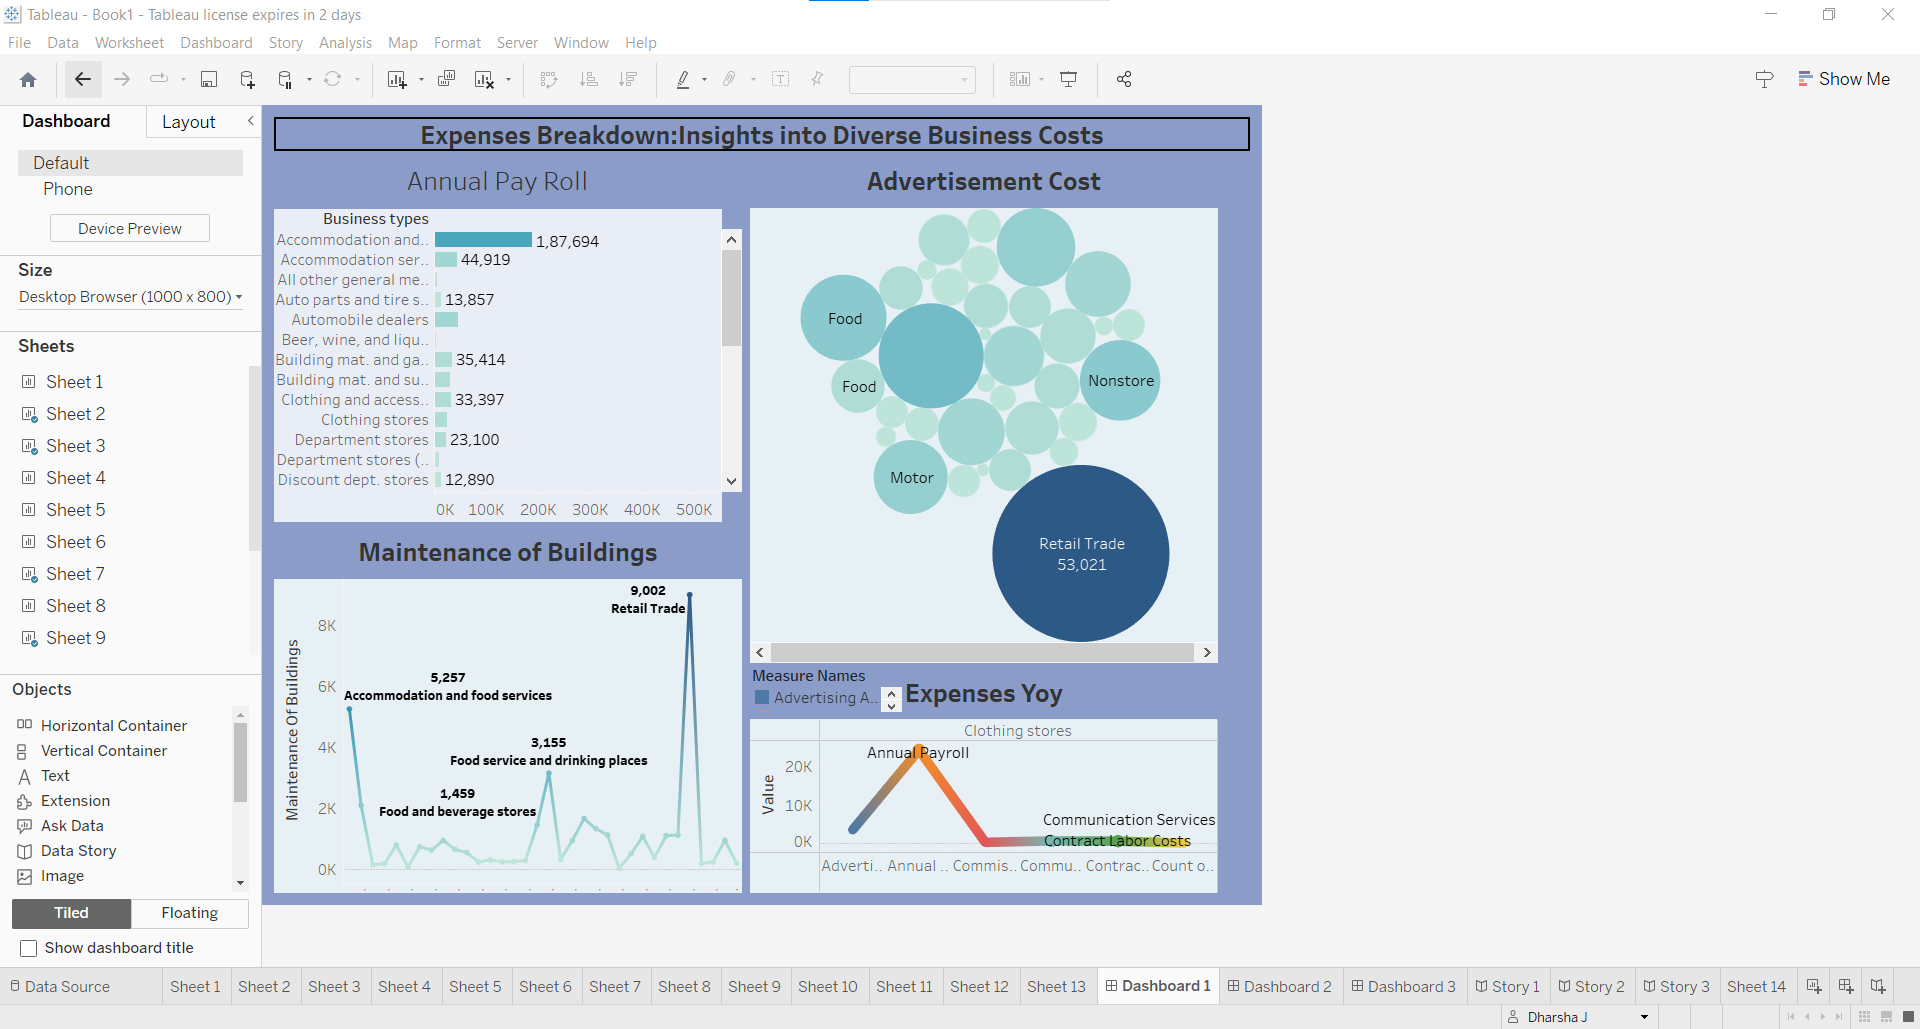 Tableau - Book1 - Tableau license expires in 2 days
File Data Worksheet Dashboard Story Analysis Map Format Server Window Help
Show Me
Dashboard
Layout
Default
Phone
Device Preview
Size
Desktop Browser (1000 x 800)
Sheets
Sheet 1
Sheet 2
Sheet 3
Sheet 4
Sheet 5
Sheet 6
Sheet 7
Sheet 8
Sheet 9
Objects
Horizontal Container
Vertical Container
Text
Extension
Ask Data
Data Story
Image
Tiled
Floating
Show dashboard title
Expenses Breakdown:Insights into Diverse Business Costs
Annual Pay Roll
Business types
Accommodation and.. 1,87,694
Accommodation ser.. 44,919
All other general me..
Auto parts and tire s.. 13,857
Automobile dealers
Beer, wine, and liqu..
Building mat. and ga.. 35,414
Building mat. and su..
Clothing and access.. 33,397
Clothing stores
Department stores 23,100
Department stores (..
Discount dept. stores 12,890
0K 100K 200K 300K 400K 500K
Advertisement Cost
Food
Food
Nonstore
Motor
Retail Trade
53,021
Maintenance of Buildings
Maintenance Of Buildings
8K
6K
4K
2K
0K
9,002
Retail Trade
5,257
Accommodation and food services
3,155
Food service and drinking places
1,459
Food and beverage stores
Measure Names
Advertising A..
Expenses Yoy
Clothing stores
Value
20K
10K
0K
Annual Payroll
Communication Services
Contract Labor Costs
Adverti.. Annual .. Commis.. Commu.. Contrac.. Count o..
Data Source Sheet 1 Sheet 2 Sheet 3 Sheet 4 Sheet 5 Sheet 6 Sheet 7 Sheet 8 Sheet 9 Sheet 10 Sheet 11 Sheet 12 Sheet 13 Dashboard 1 Dashboard 2 Dashboard 3 Story 1 Story 2 Story 3 Sheet 14
Dharsha J